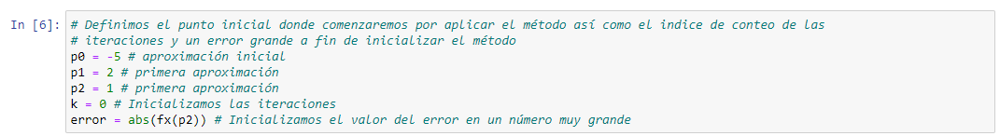 In [6]: # Definimos el punto inicial donde comenzaremos por aplicar el método así como el indice de conteo de las
# iteraciones y un error grande a fin de inicializar el método
p0 = -5 # aproximación inicial
p1 = 2 # primera aproximación
p2 = 1 # primera aproximación
k = 0 # Inicializamos las iteraciones
error = abs(fx(p2)) # Inicializamos el valor del error en un número muy grande